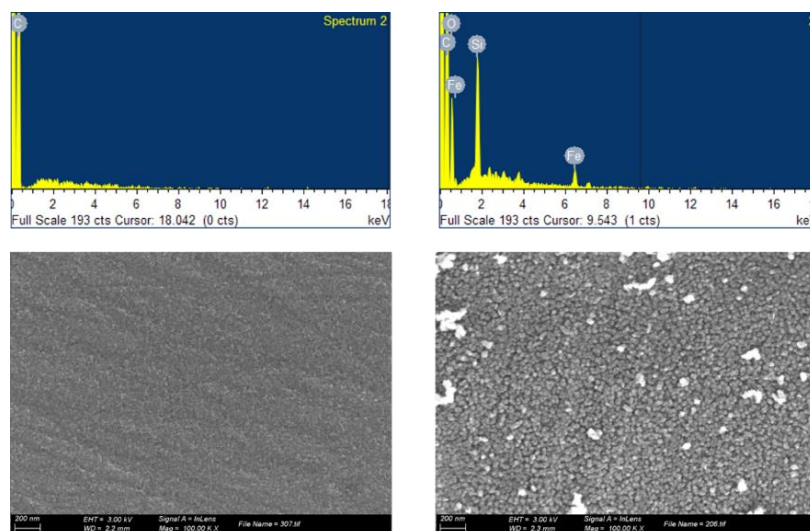 C
Spectrum 2
0 2 4 6 8 10 12 14 16 18
Full Scale 193 cts Cursor: 18.042 (0 cts) keV
O
C
Si
Fe
Fe
0 2 4 6 8 10 12 14 16
Full Scale 193 cts Cursor: 9.543 (1 cts) ke
200 nm
EHT = 3.00 kV
WD = 2.2 mm
Signal A = InLens
Mag = 100.00 K X
File Name = 307.tif
200 nm
EHT = 3.00 kV
WD = 2.3 mm
Signal A = InLens
Mag = 100.00 K X
File Name = 206.tif